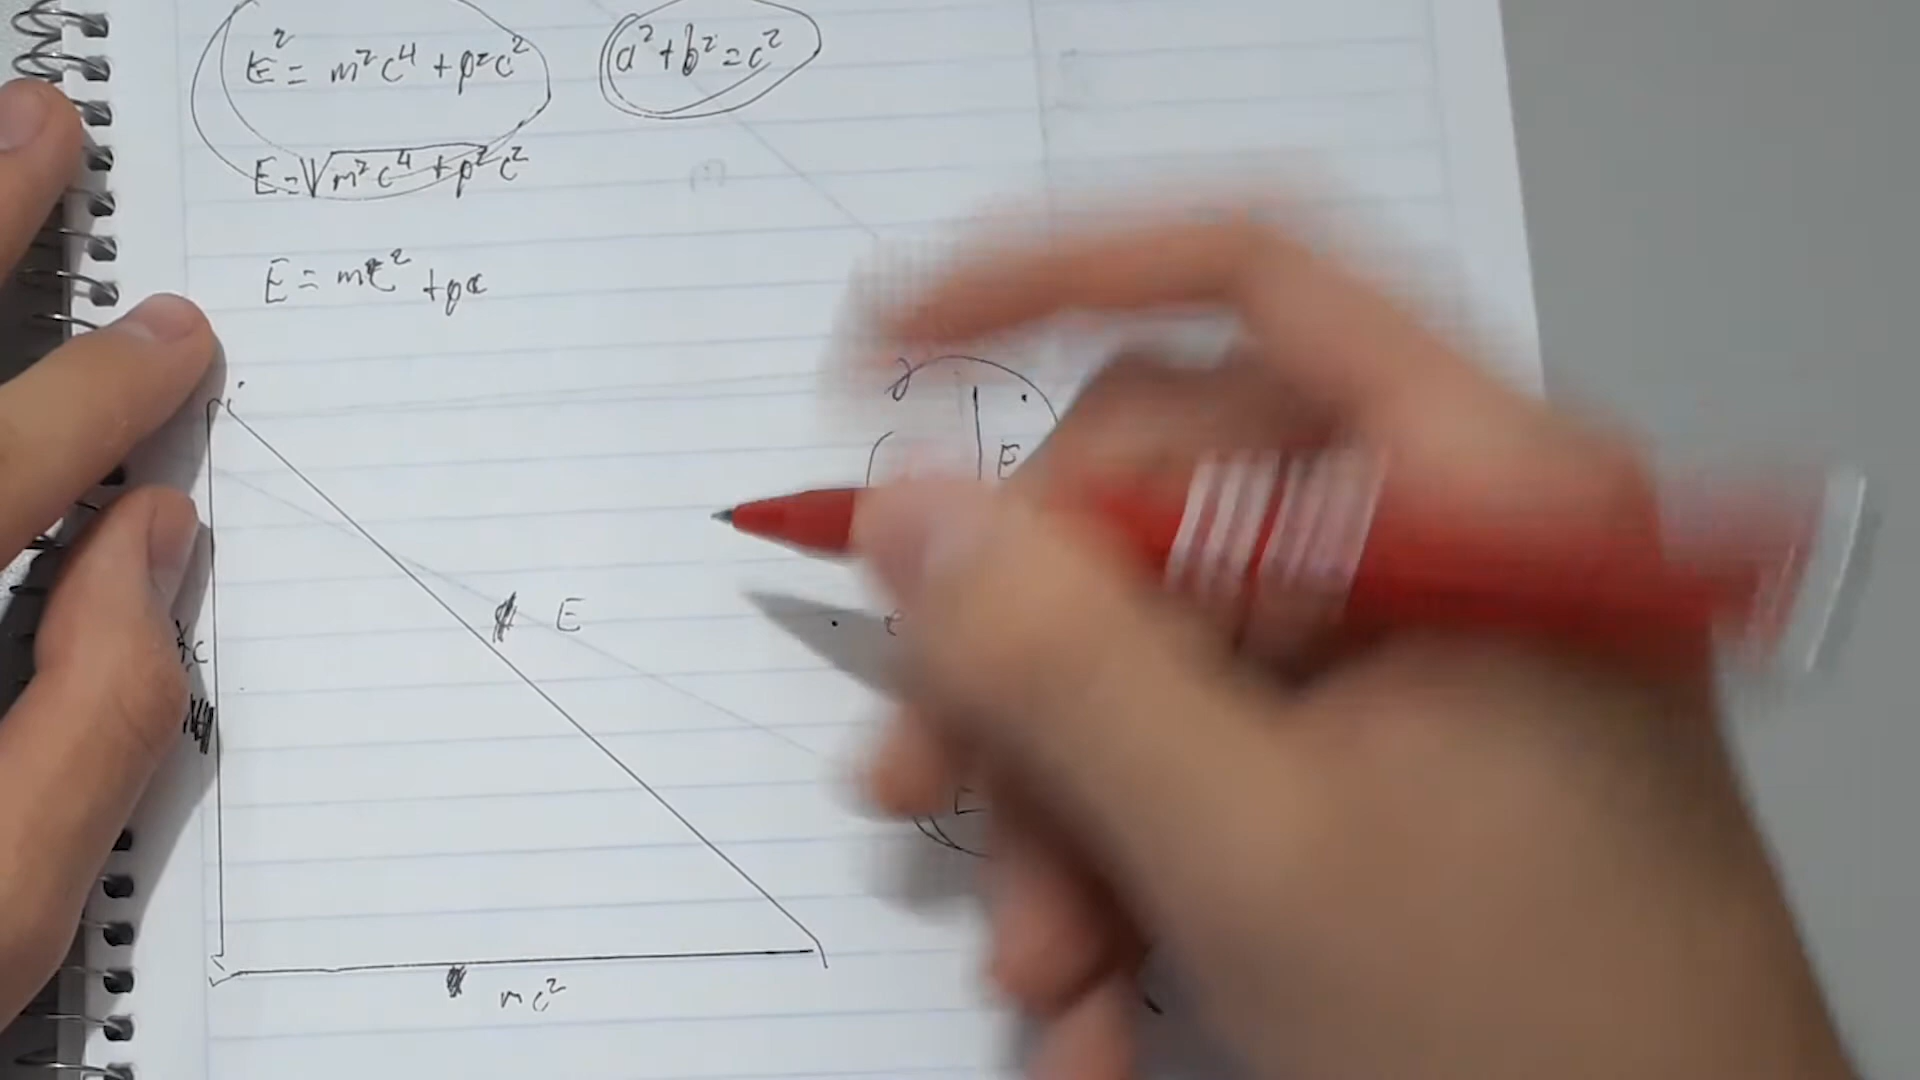 E² = m²c⁴ + p²c²
a² + b² = c²
E = √m²c⁴ + p²c²
E = mc² + pc
E
E
E
mc²